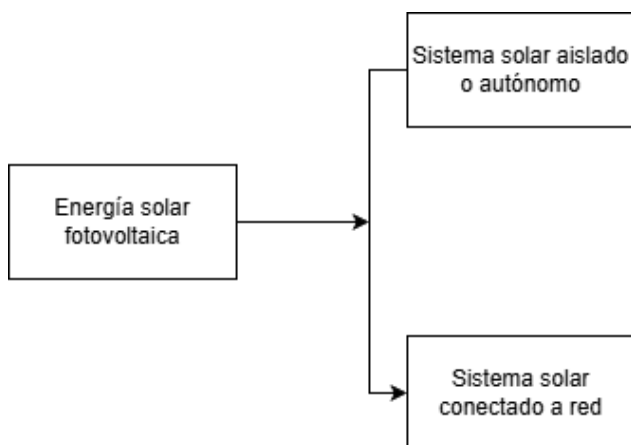 Sistema solar aislado
o autónomo
Energía solar
fotovoltaica
Sistema solar
conectado a red